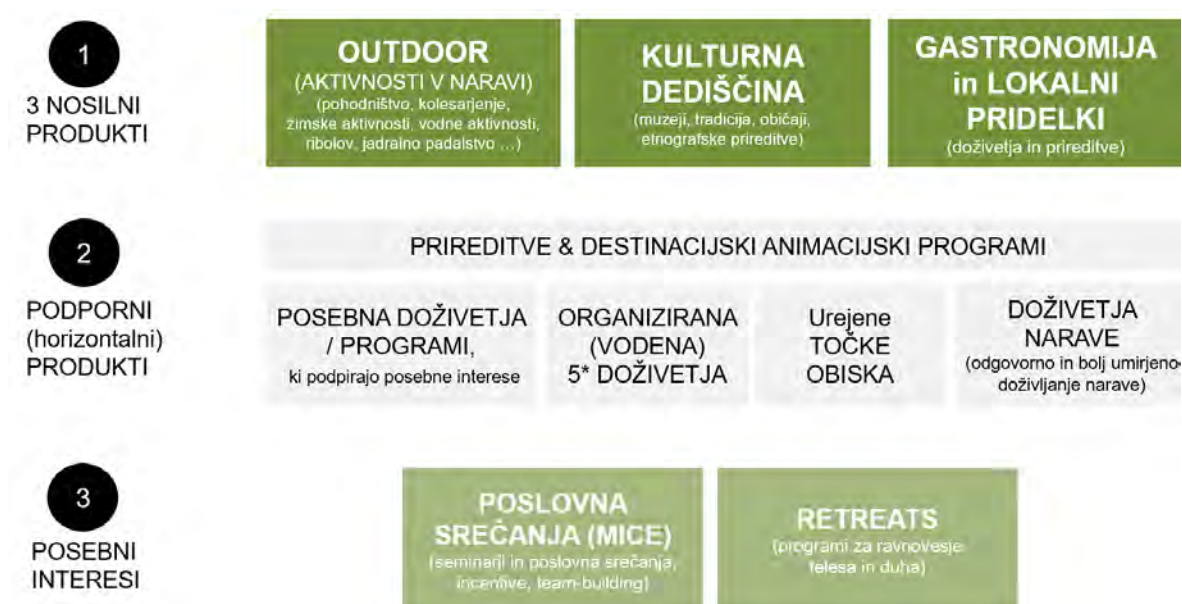 1
3 NOSILNI
PRODUKTI
OUTDOOR
(AKTIVNOSTI V NARAVI)
(pohodništvo, kolesarjenje,
zimske aktivnosti, vodne aktivnosti,
ribolov, jadralno padalstvo ...)
KULTURNA
DEDIŠČINA
(muzeji, tradicija, običaji,
etnografske prireditve)
GASTRONOMIJA
in LOKALNI
PRIDELKI
(doživetja in prireditve)
2
PODPORNI
(horizontalni)
PRODUKTI
PRIREDITVE & DESTINACIJSKI ANIMACIJSKI PROGRAMI
POSEBNA DOŽIVETJA
/ PROGRAMI,
ki podpirajo posebne interese
ORGANIZIRANA
(VODENA)
5* DOŽIVETJA
Urejene
TOČKE
OBISKA
DOŽIVETJA
NARAVE
(odgovorno in bolj umirjeno
doživljanje narave)
3
POSEBNI
INTERESI
POSLOVNA
SREČANJA (MICE)
(seminarji in poslovna srečanja,
incentive, team-building)
RETREATS
(programi za ravnovesje
telesa in duha)